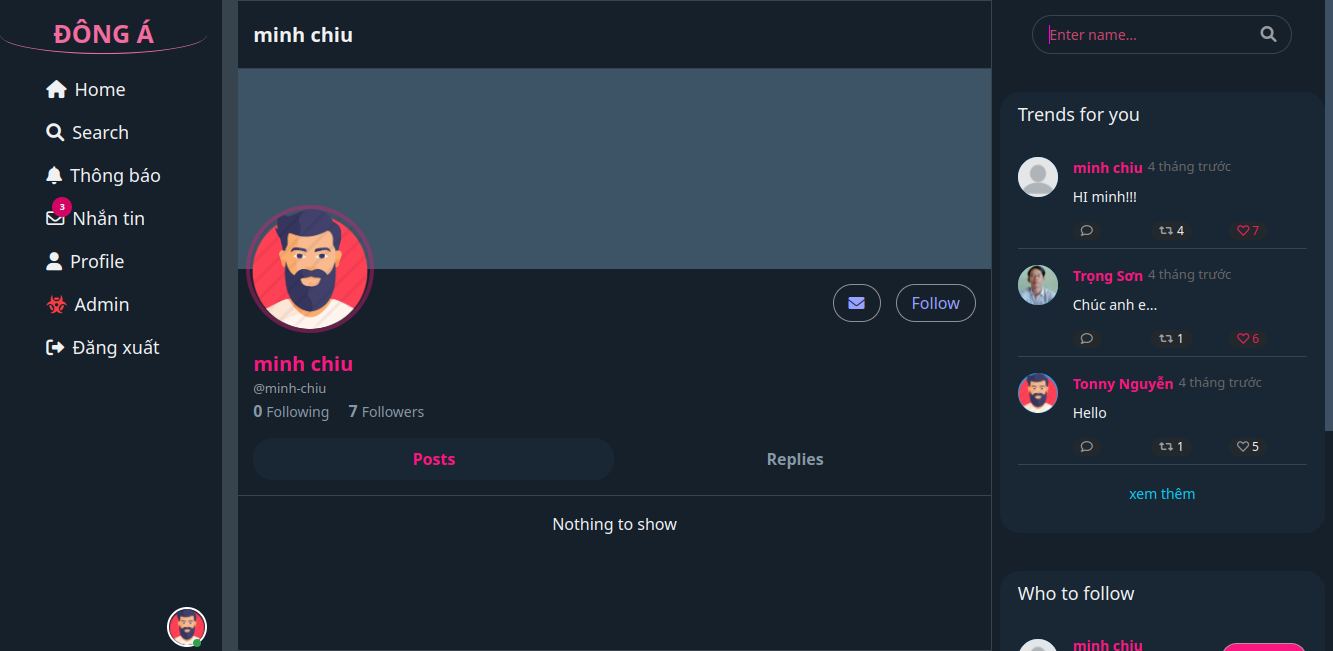 ĐÔNG Á
Home
Search
Thông báo
3
Nhắn tin
Profile
Admin
Đăng xuất
minh chiu
Follow
minh chiu
@minh-chiu
0 Following 7 Followers
Posts Replies
Nothing to show
Enter name...
Trends for you
minh chiu 4 tháng trước
HI minh!!!
4 7
Trọng Sơn 4 tháng trước
Chúc anh e...
1 6
Tonny Nguyễn 4 tháng trước
Hello
1 5
xem thêm
Who to follow
minh chiu